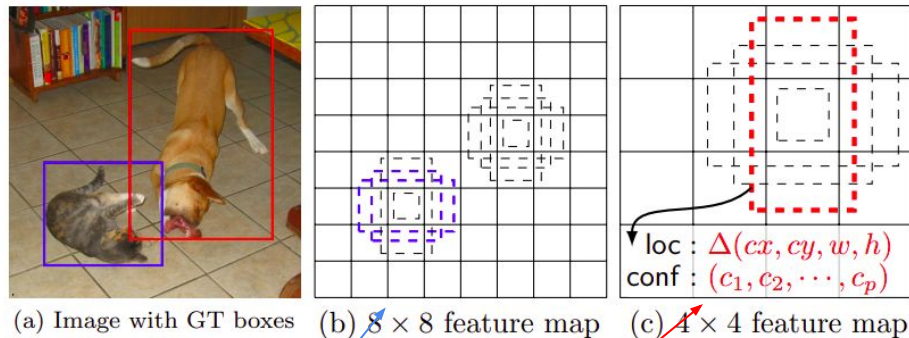 loc : Δ(cx, cy, w, h)
conf : (c₁, c₂, ⋯, cₚ)
(a) Image with GT boxes
(b) 8 × 8 feature map
(c) 4 × 4 feature map